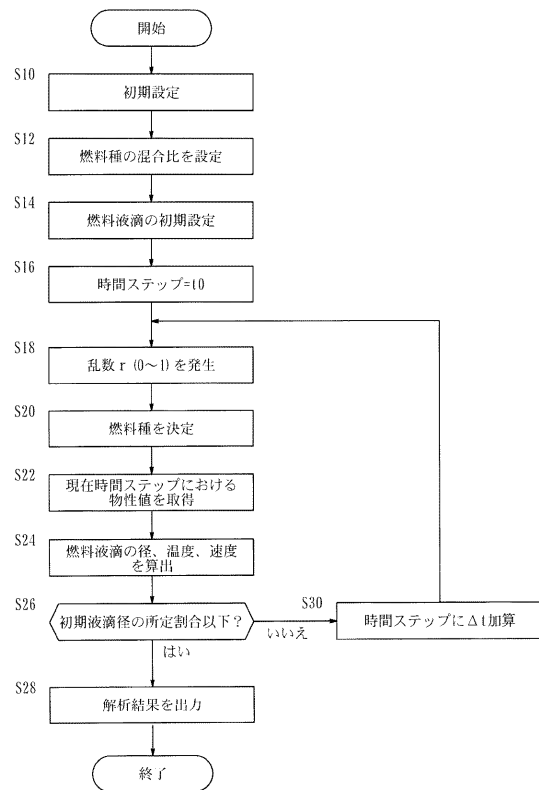 開始
S10
初期設定
S12
燃料種の混合比を設定
S14
燃料液滴の初期設定
S16
時間ステップ=t0
S18
乱数 r (0～1) を発生
S20
燃料種を決定
S22
現在時間ステップにおける
物性値を取得
S24
燃料液滴の径、温度、速度
を算出
S26
初期液滴径の所定割合以下？
いいえ
S30
時間ステップにΔt加算
はい
S28
解析結果を出力
終了